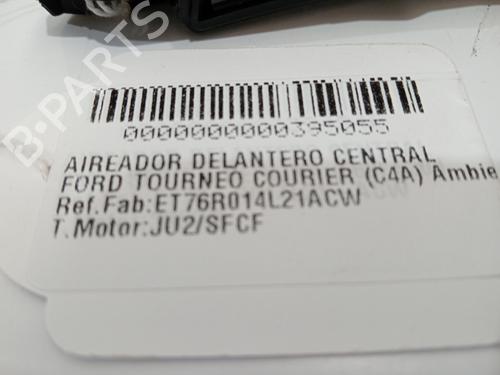 B-PARTS
0000000000395055
AIREADOR DELANTERO CENTRAL
FORD TOURNEO COURIER (C4A) Ambie
Ref.Fab:ET76R014L21ACW
T.Motor:JU2/SFCF